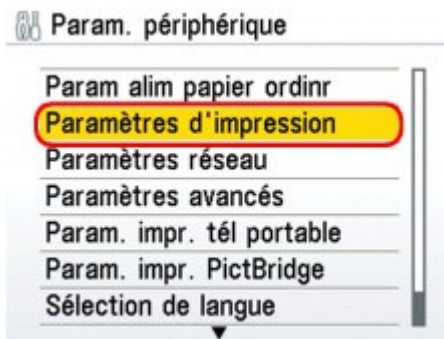 Param. périphérique
Param alim papier ordinr
Paramètres d'impression
Paramètres réseau
Paramètres avancés
Param. impr. tél portable
Param. impr. PictBridge
Sélection de langue